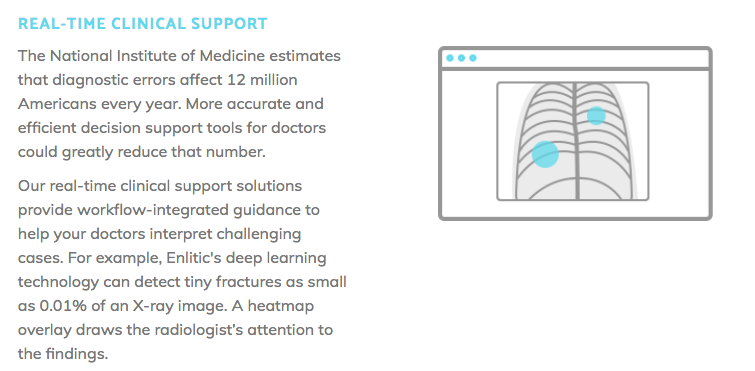 REAL-TIME CLINICAL SUPPORT
The National Institute of Medicine estimates
that diagnostic errors affect 12 million
Americans every year. More accurate and
efficient decision support tools for doctors
could greatly reduce that number.
Our real-time clinical support solutions
provide workflow-integrated guidance to
help your doctors interpret challenging
cases. For example, Enlitic's deep learning
technology can detect tiny fractures as small
as 0.01% of an X-ray image. A heatmap
overlay draws the radiologist's attention to
the findings.